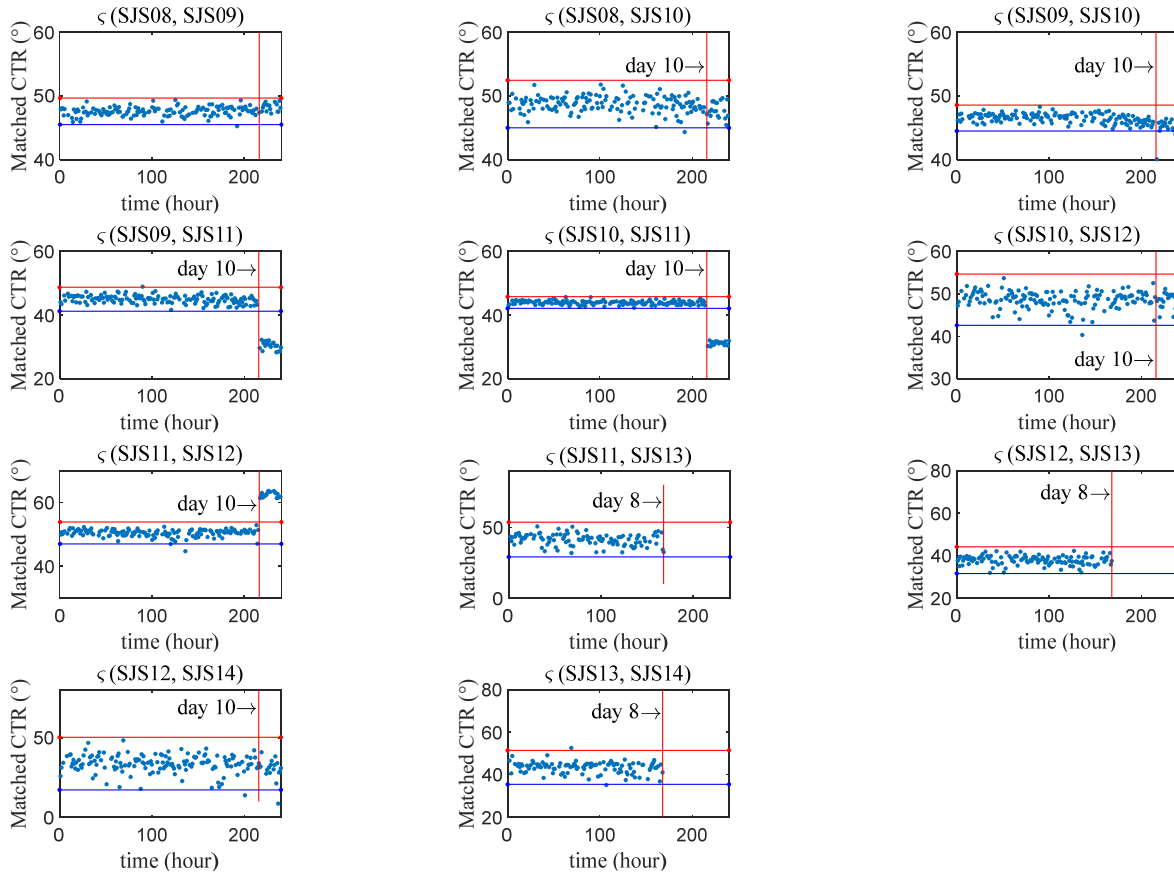 ς (SJS08, SJS09)
Matched CTR (°)
60
50
40
0
100
200
time (hour)
ς (SJS08, SJS10)
Matched CTR (°)
60
50
40
day 10→
0
100
200
time (hour)
ς (SJS09, SJS10)
Matched CTR (°)
60
50
40
day 10→
0
100
200
time (hour)
ς (SJS09, SJS11)
Matched CTR (°)
60
40
20
day 10→
0
100
200
time (hour)
ς (SJS10, SJS11)
Matched CTR (°)
60
40
20
day 10→
0
100
200
time (hour)
ς (SJS10, SJS12)
Matched CTR (°)
60
50
40
30
day 10→
0
100
200
time (hour)
ς (SJS11, SJS12)
Matched CTR (°)
60
40
day 10→
0
100
200
time (hour)
ς (SJS11, SJS13)
Matched CTR (°)
50
0
day 8→
0
100
200
time (hour)
ς (SJS12, SJS13)
Matched CTR (°)
80
60
40
20
day 8→
0
100
200
time (hour)
ς (SJS12, SJS14)
Matched CTR (°)
50
0
day 10→
0
100
200
time (hour)
ς (SJS13, SJS14)
Matched CTR (°)
80
60
40
20
day 8→
0
100
200
time (hour)